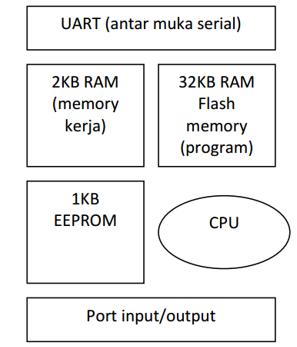 UART (antar muka serial)
2KB RAM
(memory
kerja)
32KB RAM
Flash
memory
(program)
1KB
EEPROM
CPU
Port input/output